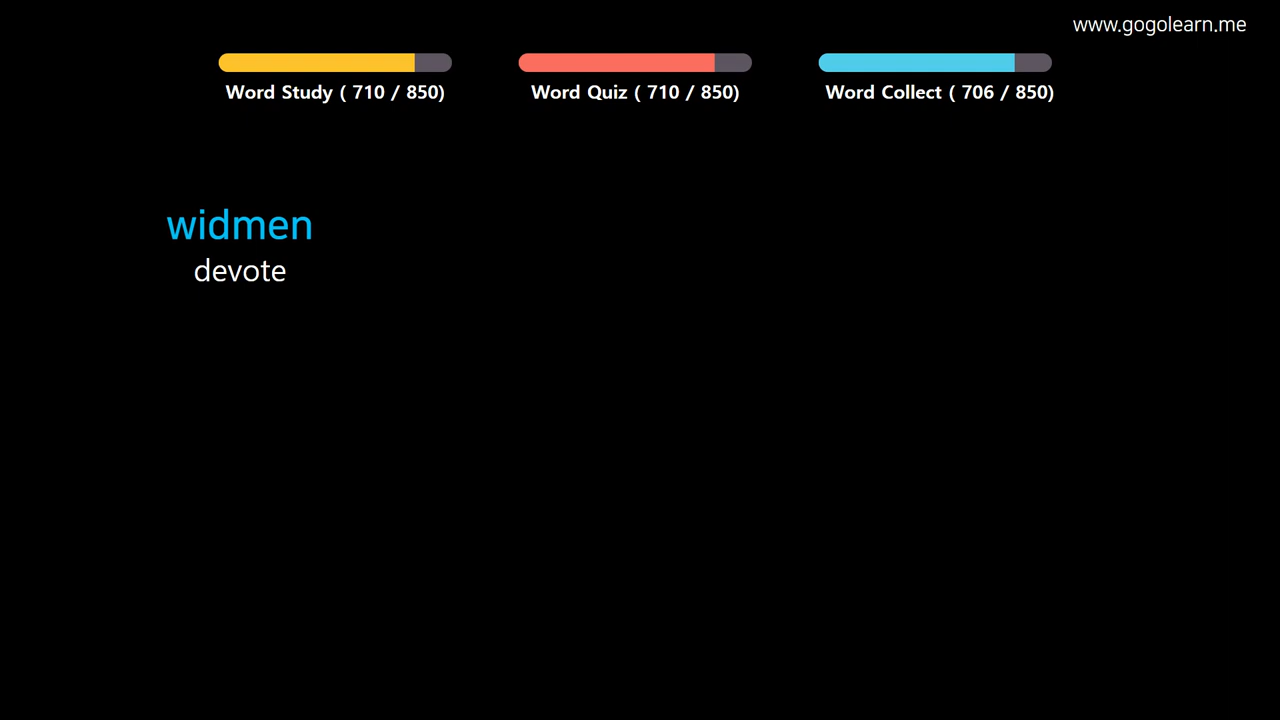 www.gogolearn.me
Word Study ( 710 / 850)
Word Quiz ( 710 / 850)
Word Collect ( 706 / 850)
widmen
devote